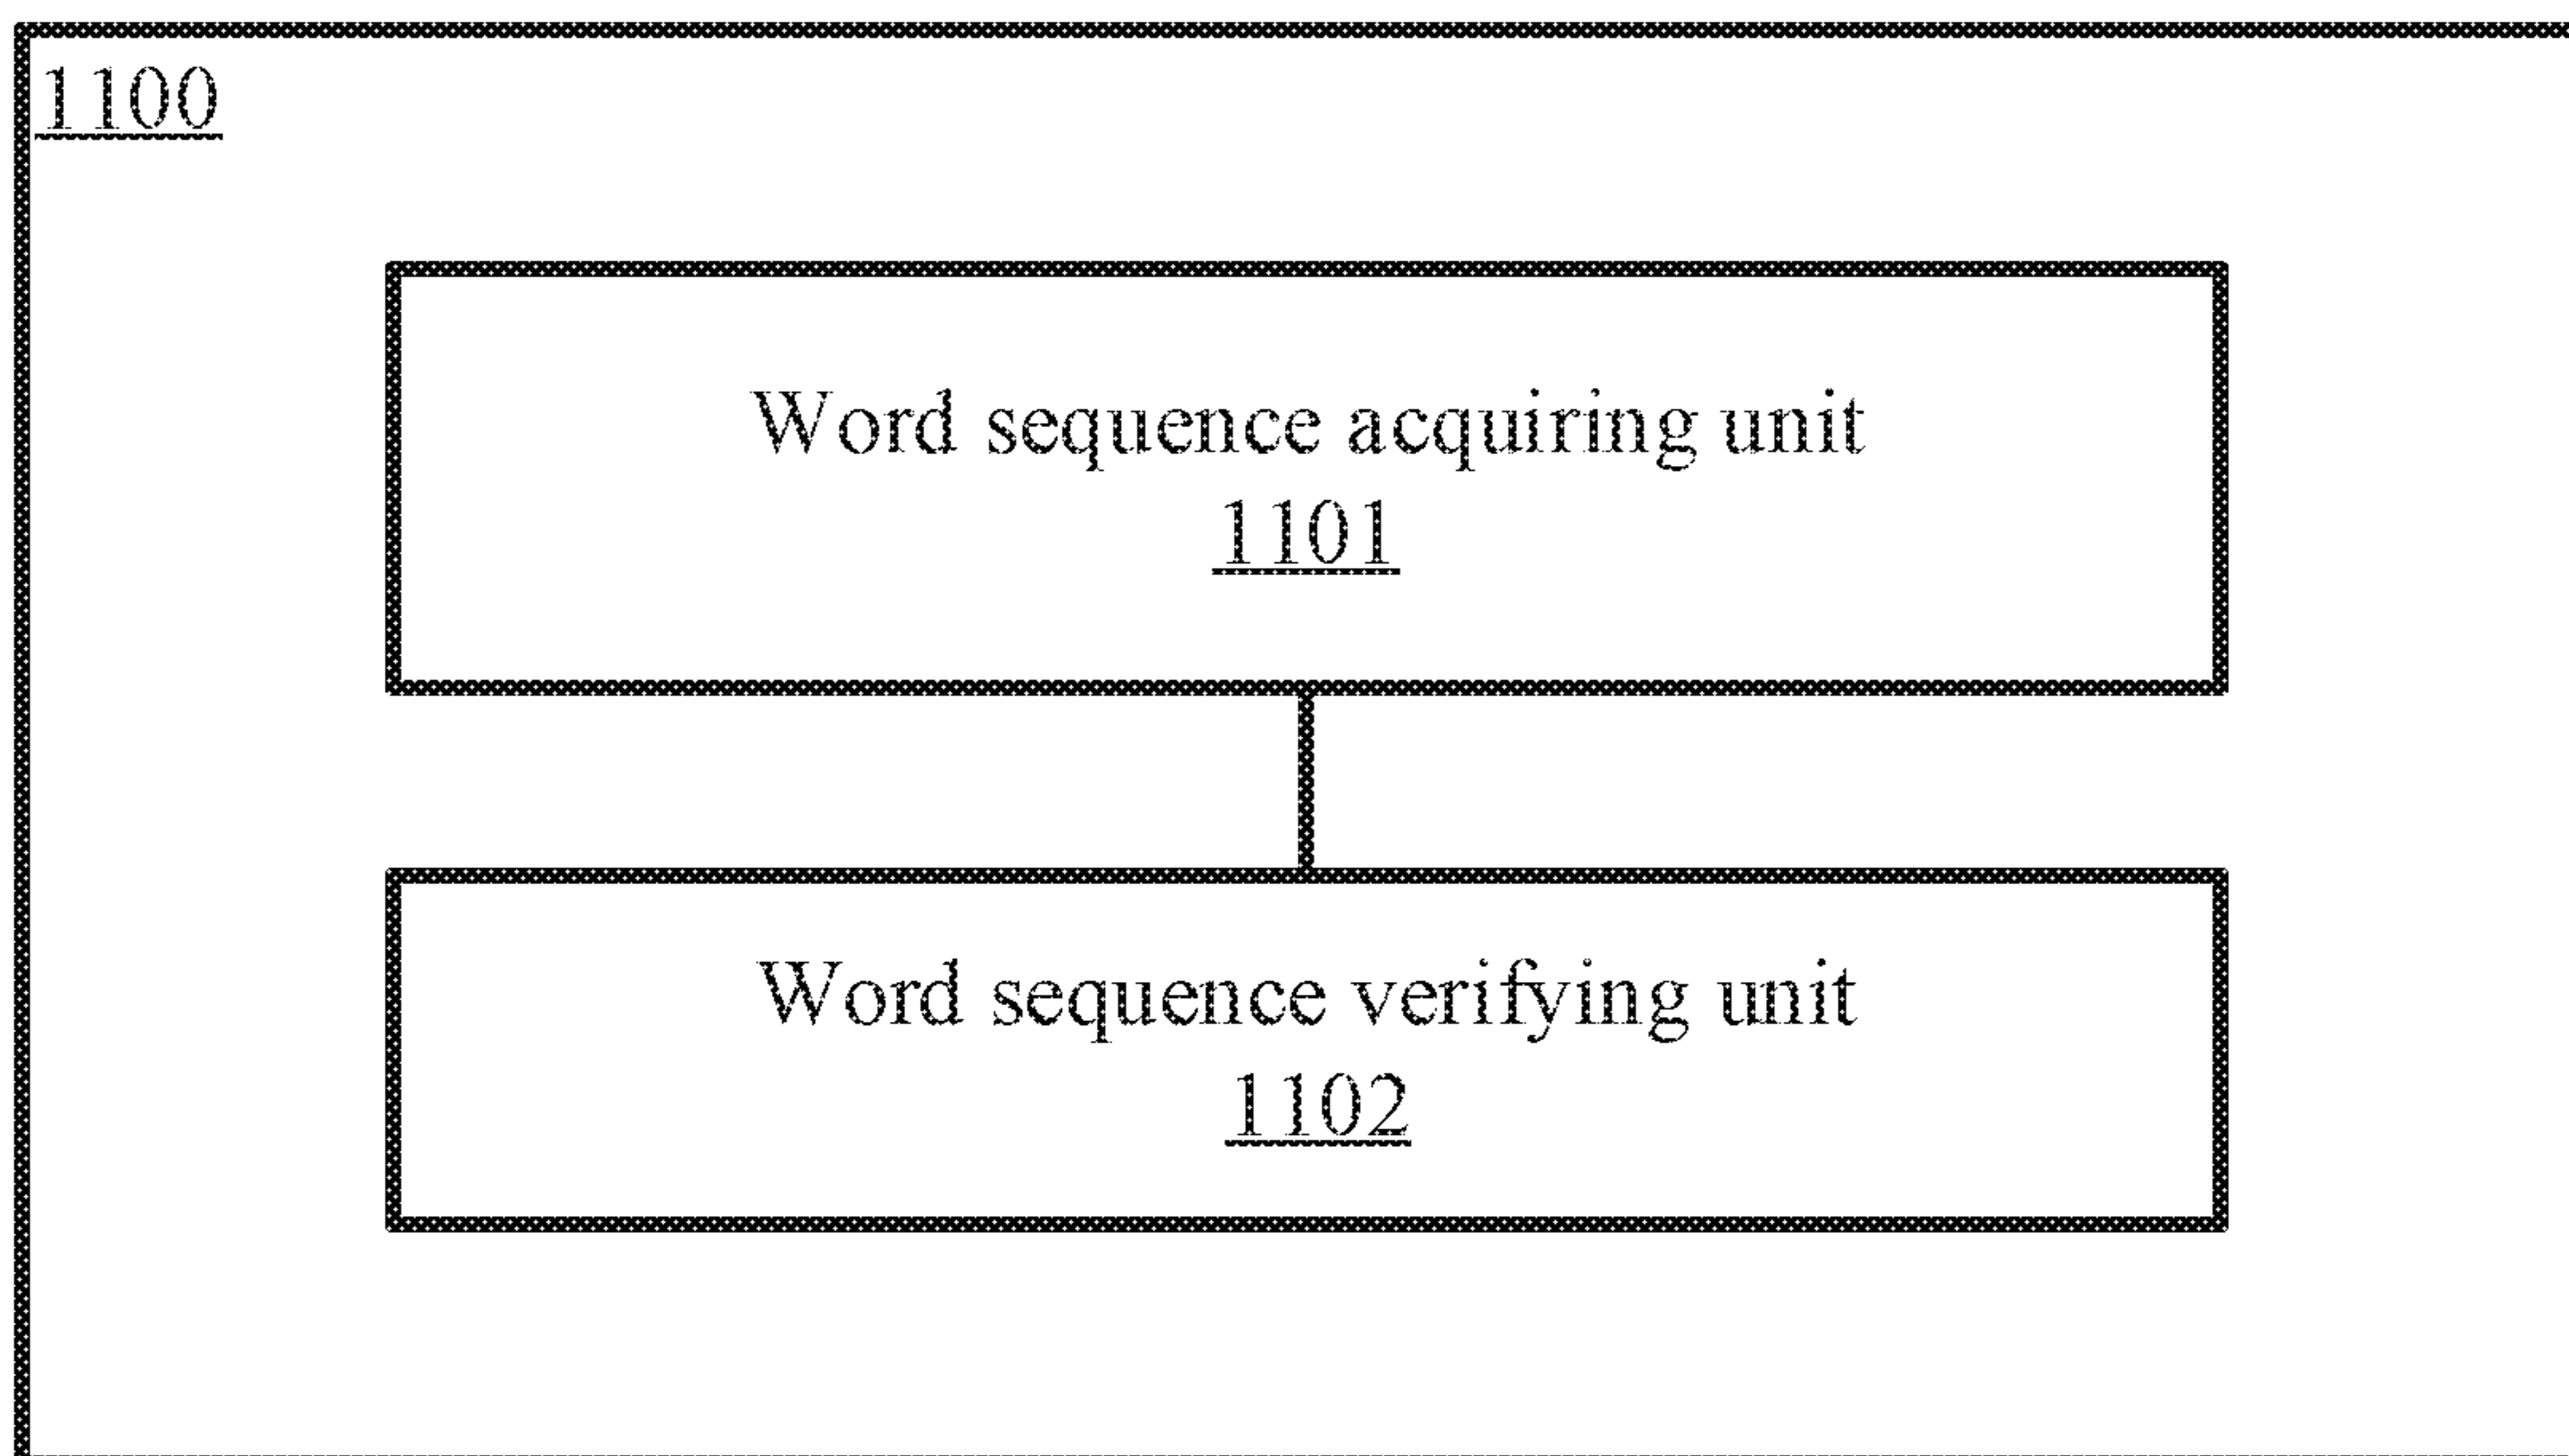 1100
Word sequence acquiring unit
1101
Word sequence verifying unit
1102